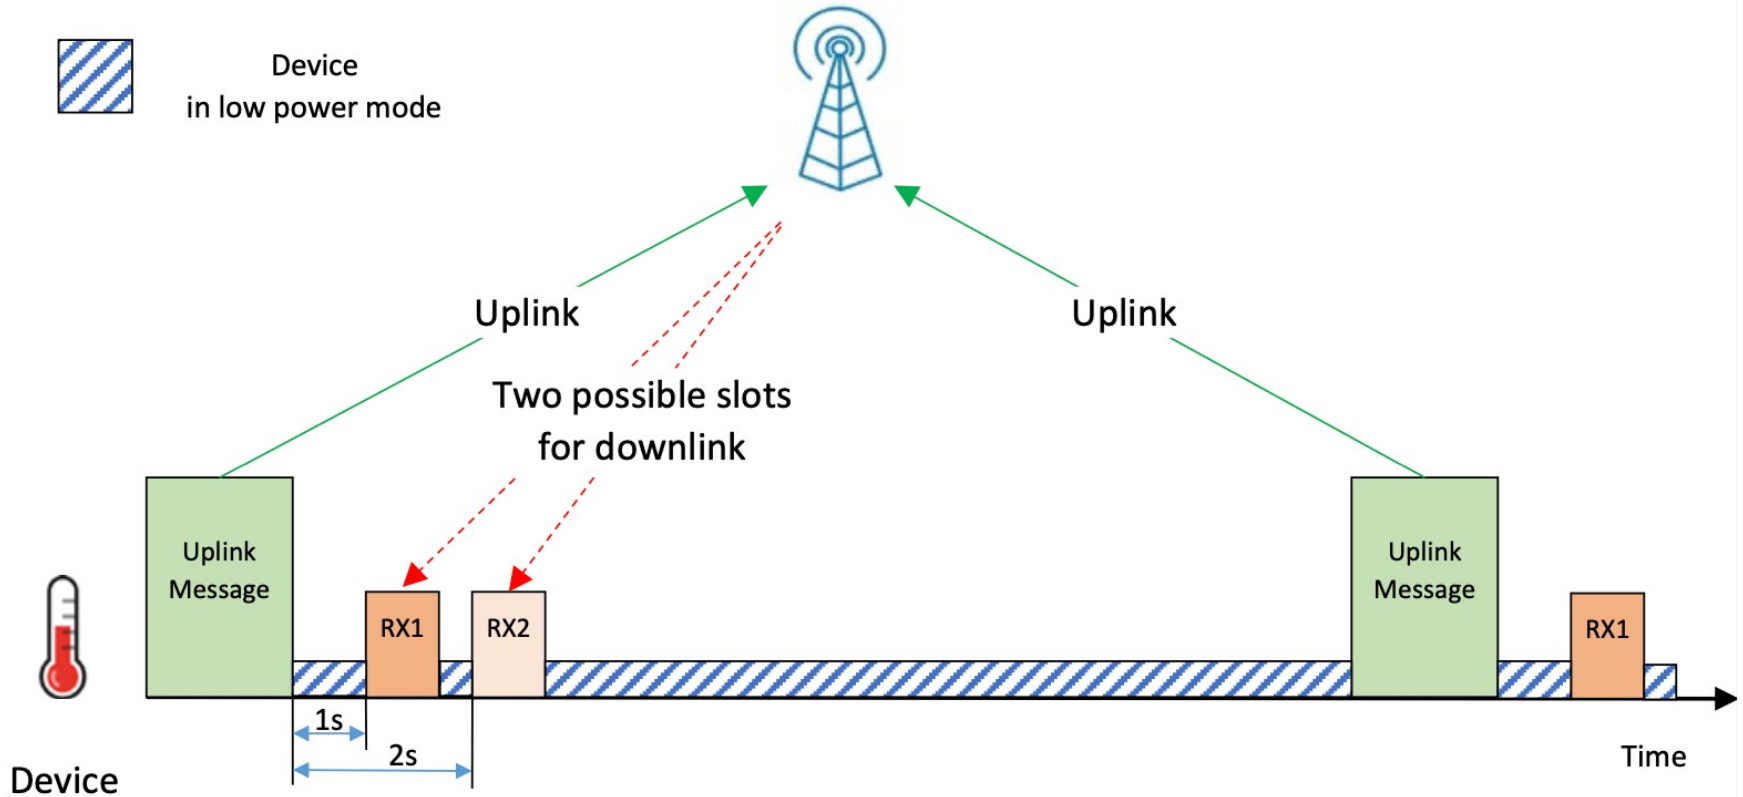 Device
in low power mode
Uplink
Uplink
Two possible slots
for downlink
Uplink
Message
RX1
RX2
Uplink
Message
RX1
1s
2s
Time
Device